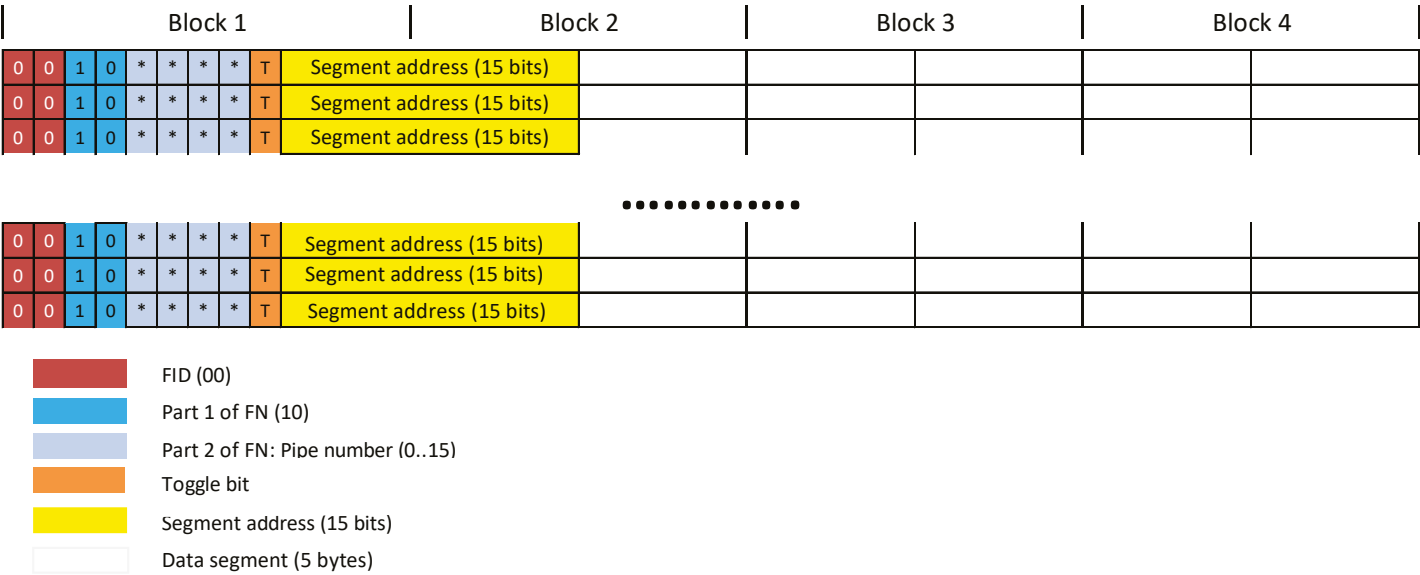 Block 1 Block 2 Block 3 Block 4
0 0 1 0 * * * * T Segment address (15 bits)
0 0 1 0 * * * * T Segment address (15 bits)
0 0 1 0 * * * * T Segment address (15 bits)
.............
0 0 1 0 * * * * T Segment address (15 bits)
0 0 1 0 * * * * T Segment address (15 bits)
0 0 1 0 * * * * T Segment address (15 bits)
FID (00)
Part 1 of FN (10)
Part 2 of FN: Pipe number (0..15)
Toggle bit
Segment address (15 bits)
Data segment (5 bytes)